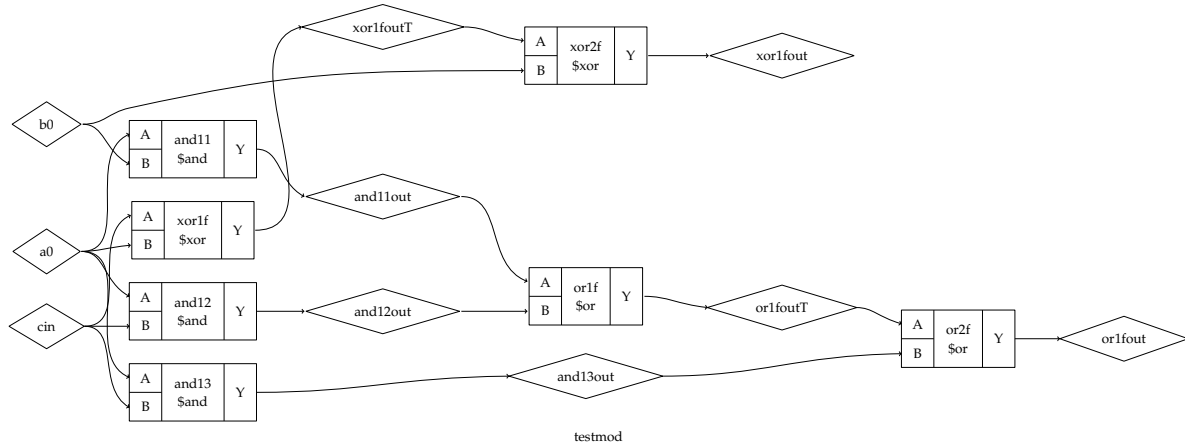 xor1foutT
A
B
xor2f
$xor
Y
xor1fout
b0
A
B
and11
$and
Y
and11out
A
B
xor1f
$xor
Y
a0
A
B
and12
$and
Y
and12out
A
B
or1f
$or
Y
or1foutT
A
B
or2f
$or
Y
or1fout
cin
A
B
and13
$and
Y
and13out
testmod